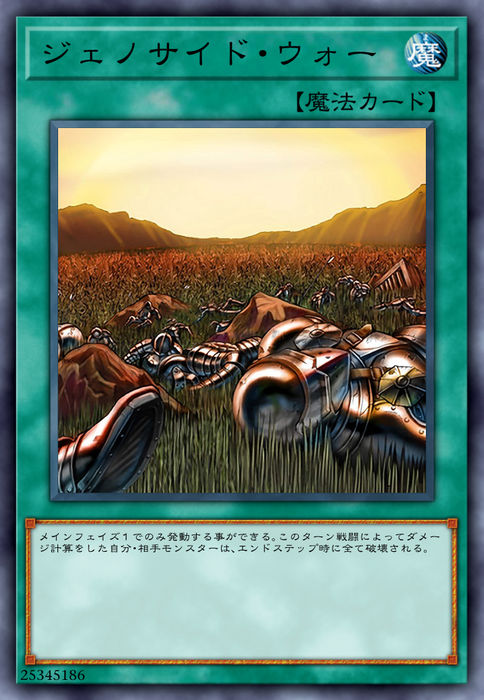 ジェノサイド・ウォー
魔
【魔法カード】
メインフェイズ１でのみ発動する事ができる。このターン戦闘によってダメー
ジ計算をした自分・相手モンスターは、エンドステップ時に全て破壊される。
25345186